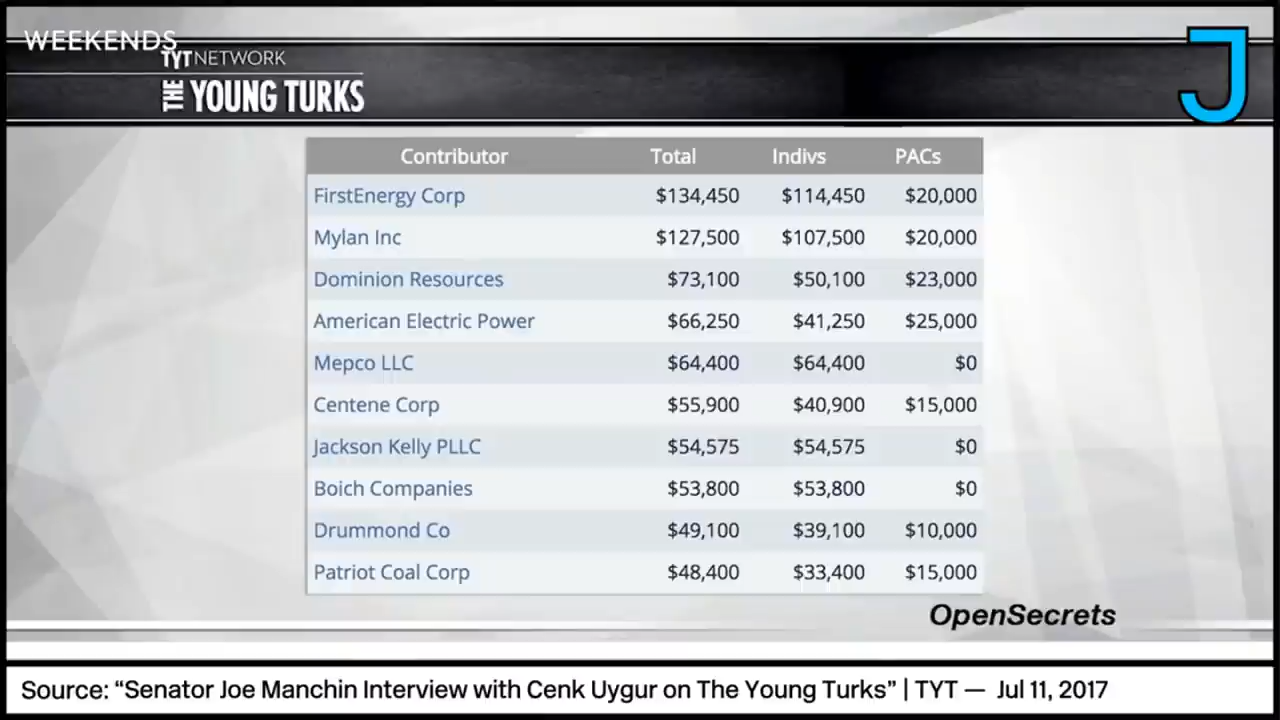 WEEKENDS
TYT NETWORK
THE YOUNG TURKS
J
Contributor Total Indivs PACs
FirstEnergy Corp $134,450 $114,450 $20,000
Mylan Inc $127,500 $107,500 $20,000
Dominion Resources $73,100 $50,100 $23,000
American Electric Power $66,250 $41,250 $25,000
Mepco LLC $64,400 $64,400 $0
Centene Corp $55,900 $40,900 $15,000
Jackson Kelly PLLC $54,575 $54,575 $0
Boich Companies $53,800 $53,800 $0
Drummond Co $49,100 $39,100 $10,000
Patriot Coal Corp $48,400 $33,400 $15,000
OpenSecrets
Source: “Senator Joe Manchin Interview with Cenk Uygur on The Young Turks” | TYT — Jul 11, 2017